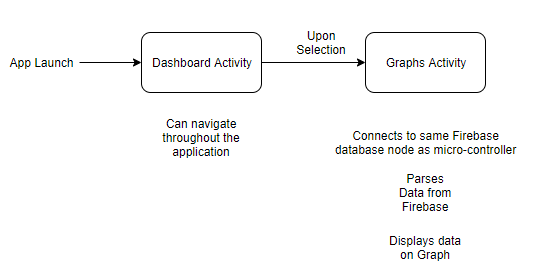 Upon
Selection
App Launch
Dashboard Activity
Graphs Activity
Can navigate
throughout the
application
Connects to same Firebase
database node as micro-controller
Parses
Data from
Firebase
Displays data
on Graph